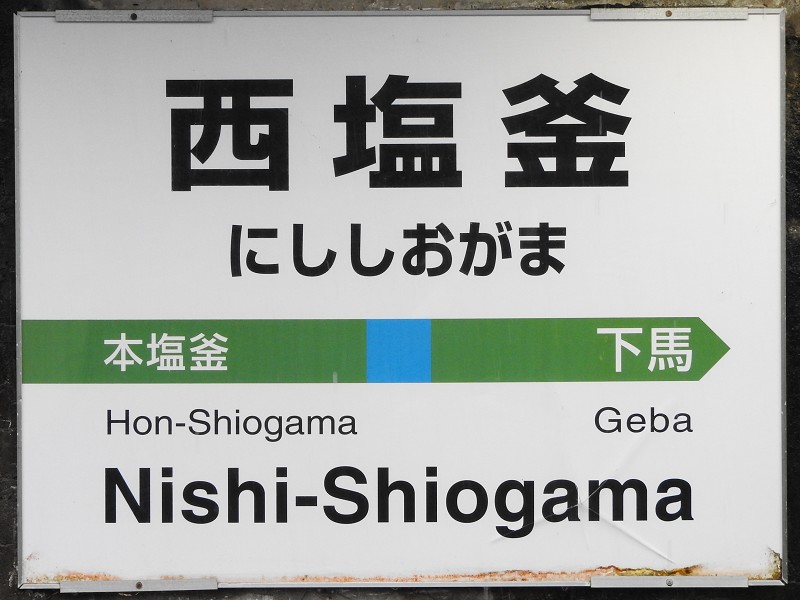 西塩釜
にししおがま
本塩釜 下馬
Hon-Shiogama Geba
Nishi-Shiogama